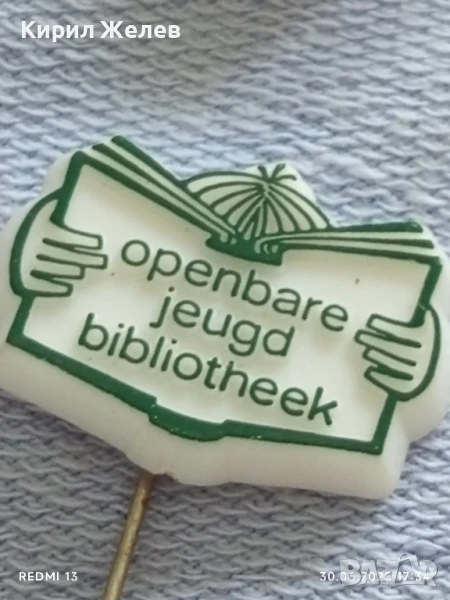 Кирил Желев
openbare
jeugd
bibliotheek
REDMI 13